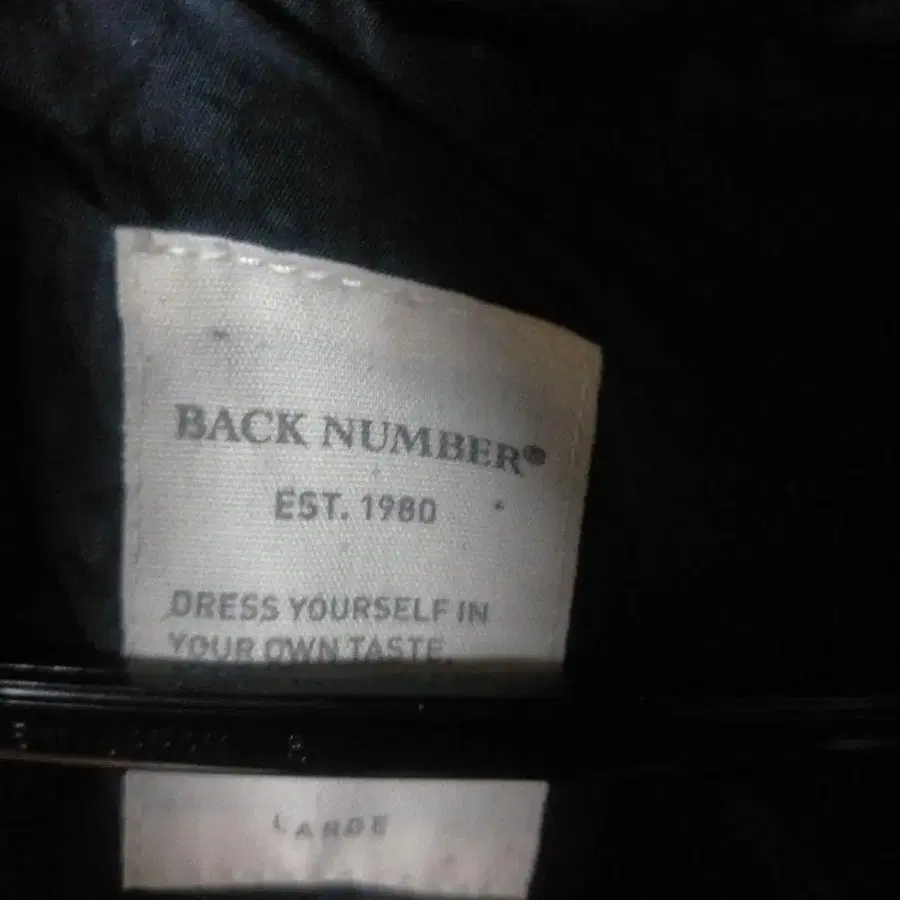 BACK NUMBER®
EST. 1980
DRESS YOURSELF IN
YOUR OWN TASTE.
LARGE